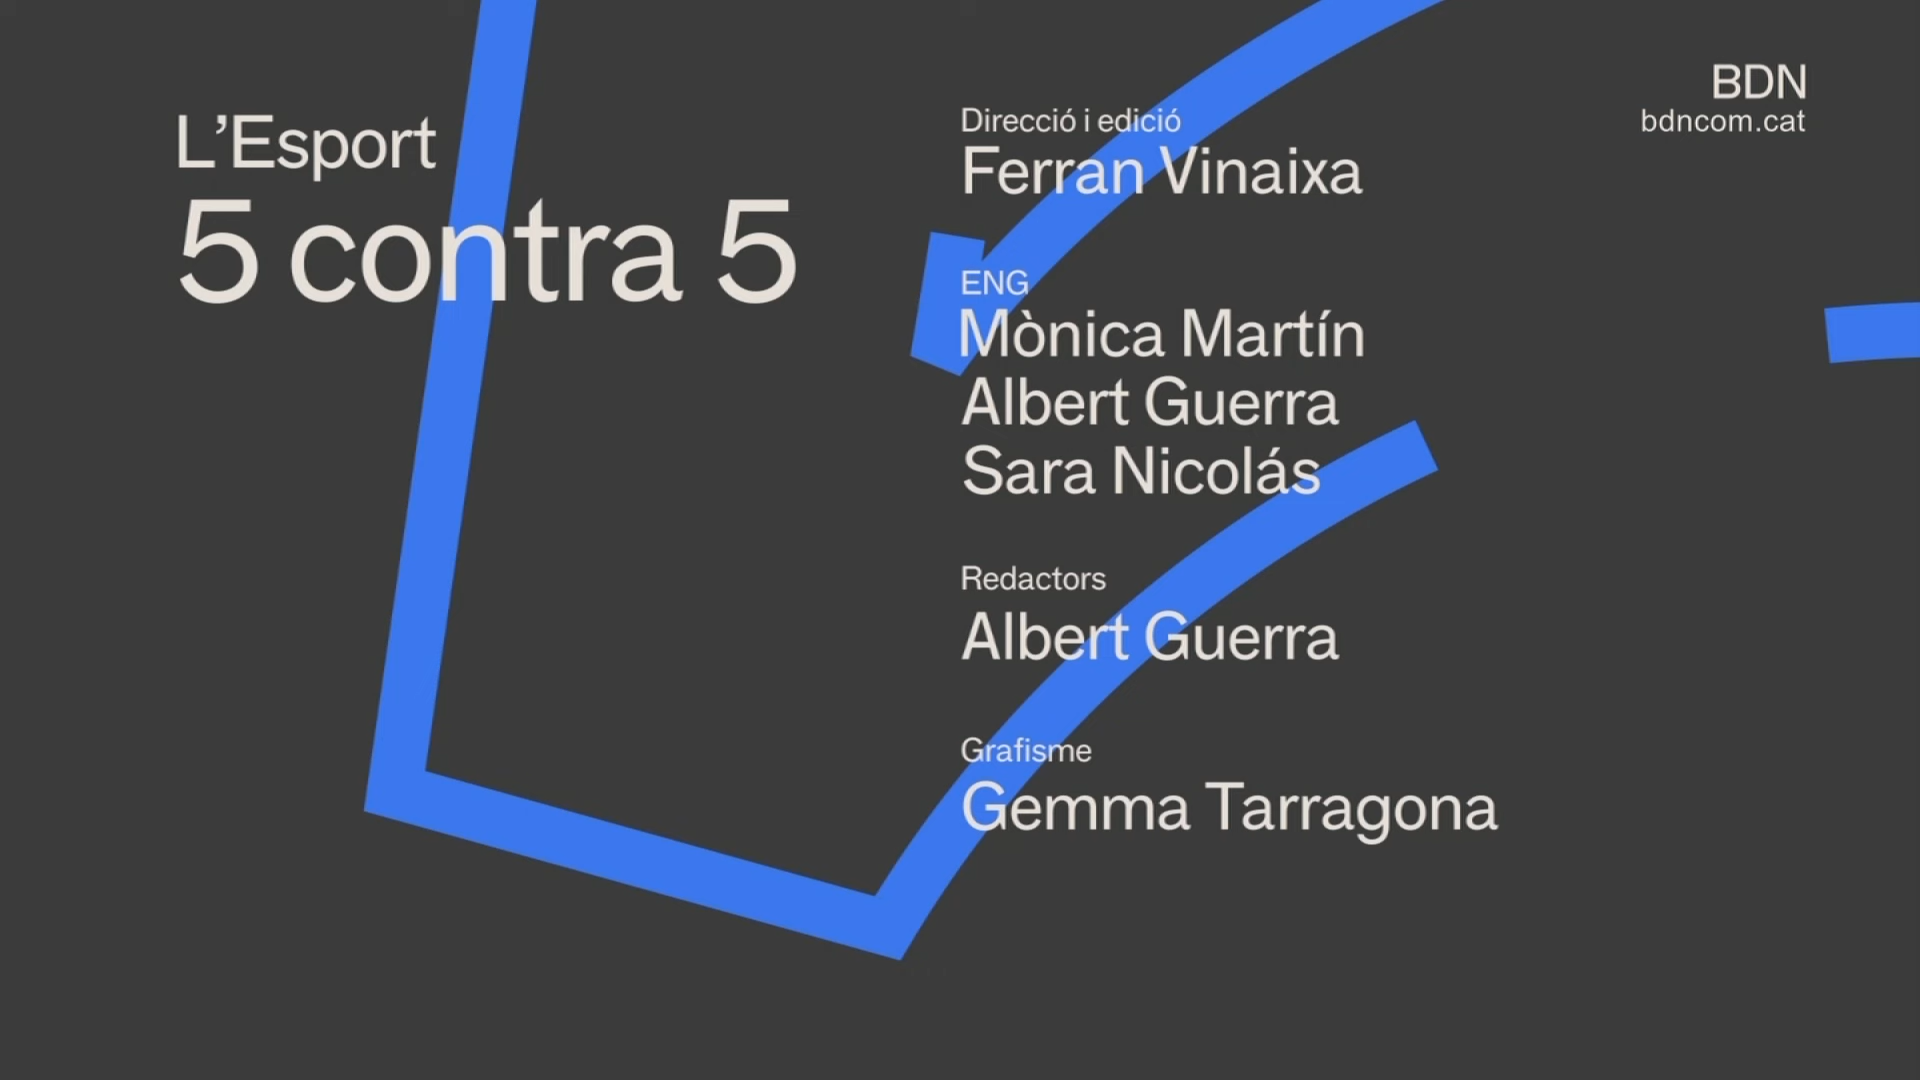 L’Esport
5 contra 5
Direcció i edició
Ferran Vinaixa
ENG
Mònica Martín
Albert Guerra
Sara Nicolás
Redactors
Albert Guerra
Grafisme
Gemma Tarragona
BDN
bdncom.cat